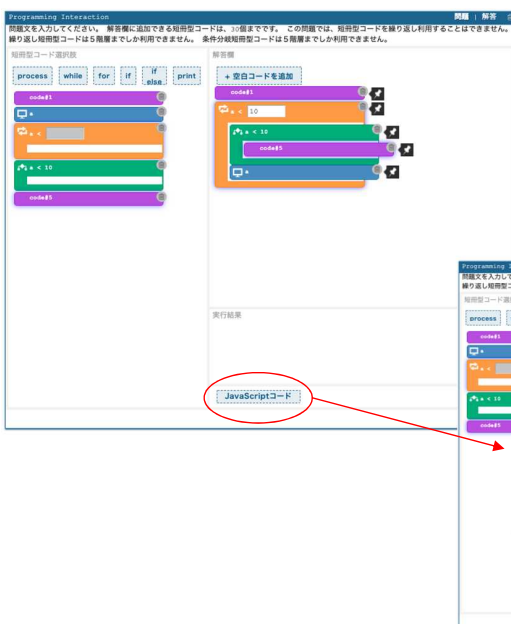 Programming Interaction
問題 | 解答
問題文を入力してください。 解答欄に追加できる短冊型コードは、30個までです。 この問題では、短冊型コードを繰り返し利用することはできません。
繰り返し短冊型コードは5階層までしか利用できません。 条件分岐短冊型コードは5階層までしか利用できません。
短冊型コード選択肢
process
while
for
if
if
else
print
code#1
a
a <
a < 10
code#5
解答欄
+ 空白コードを追加
code#1
a < 10
a < 10
code#5
a
実行結果
JavaScriptコード
Programming I
問題文を入力して
繰り返し短冊型コ
短冊型コード選
process
code#1
a
a <
a < 10
code#5